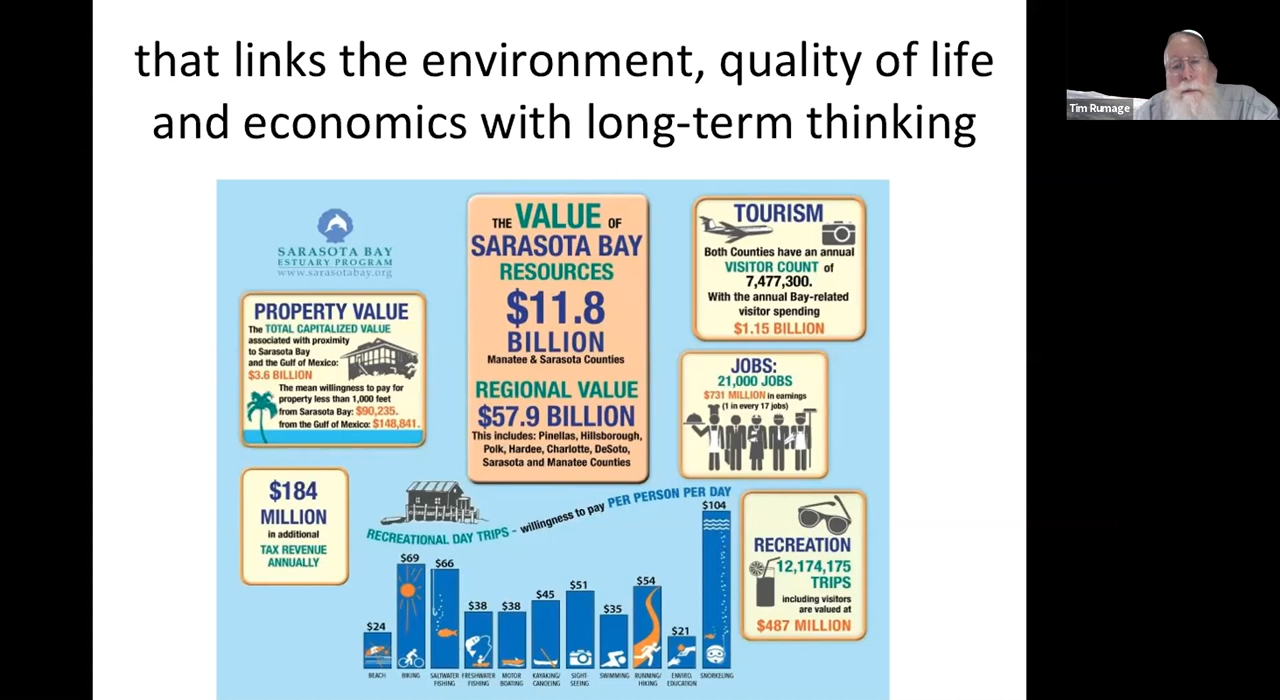 that links the environment, quality of life
and economics with long-term thinking
Tim Rumage
SARASOTA BAY
ESTUARY PROGRAM
www.sarasotabay.org
THE VALUE OF
SARASOTA BAY
RESOURCES
$11.8
BILLION
Manatee & Sarasota Counties
REGIONAL VALUE
$57.9 BILLION
This includes: Pinellas, Hillsborough,
Polk, Hardee, Charlotte, DeSoto,
Sarasota and Manatee Counties
TOURISM
Both Counties have an annual
VISITOR COUNT of
7,477,300.
With the annual Bay-related
visitor spending
$1.15 BILLION
PROPERTY VALUE
The TOTAL CAPITALIZED VALUE
associated with proximity
to Sarasota Bay
and the Gulf of Mexico:
$3.6 BILLION
The mean willingness to pay for
property less than 1,000 feet
from Sarasota Bay: $90,235.
from the Gulf of Mexico: $148,841.
JOBS:
21,000 JOBS
$731 MILLION in earnings
(1 in every 17 jobs)
$184
MILLION
in additional
TAX REVENUE
ANNUALLY
RECREATIONAL DAY TRIPS - willingness to pay PER PERSON PER DAY
$24
$69
$66
$38
$38
$45
$51
$35
$54
$21
$104
BEACH
BIKING
SALTWATER
FISHING
FRESHWATER
FISHING
MOTOR
BOATING
KAYAKING/
CANOEING
SIGHT-
SEEING
SWIMMING
RUNNING/
HIKING
ENVIRO.
EDUCATION
SNORKELING
RECREATION
12,174,175
TRIPS
including visitors
are valued at
$487 MILLION